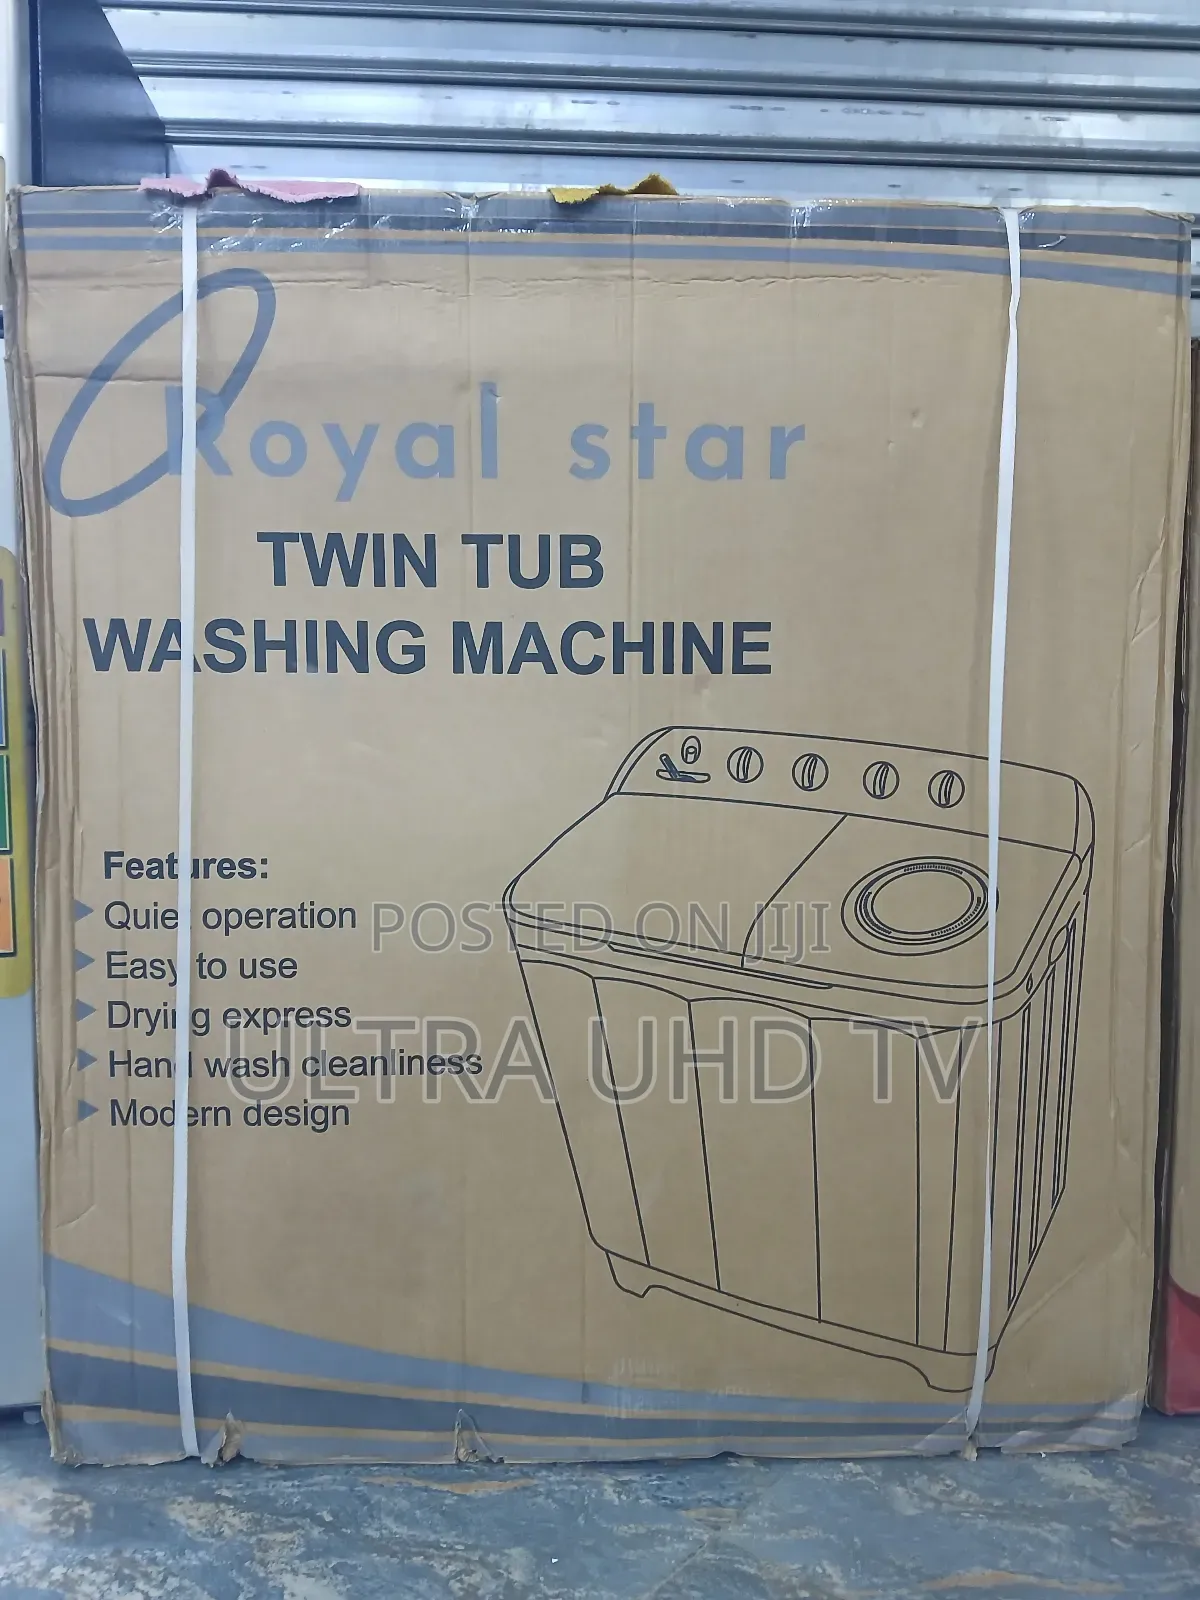 Royal star
TWIN TUB
WASHING MACHINE
Features:
Quiet operation
Easy to use
Drying express
Hand wash cleanliness
Modern design
POSTED ON JIJI
ULTRA UHD TV